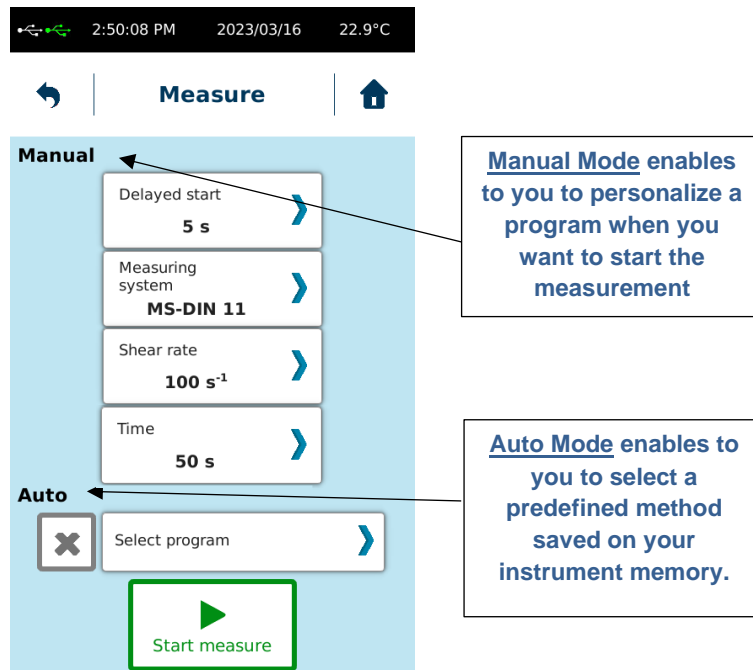 2:50:08 PM 2023/03/16 22.9°C
Measure
Manual
Delayed start
5 s
Measuring
system
MS-DIN 11
Shear rate
100 s⁻¹
Time
50 s
Auto
Select program
Start measure
Manual Mode enables
to you to personalize a
program when you
want to start the
measurement
Auto Mode enables to
you to select a
predefined method
saved on your
instrument memory.